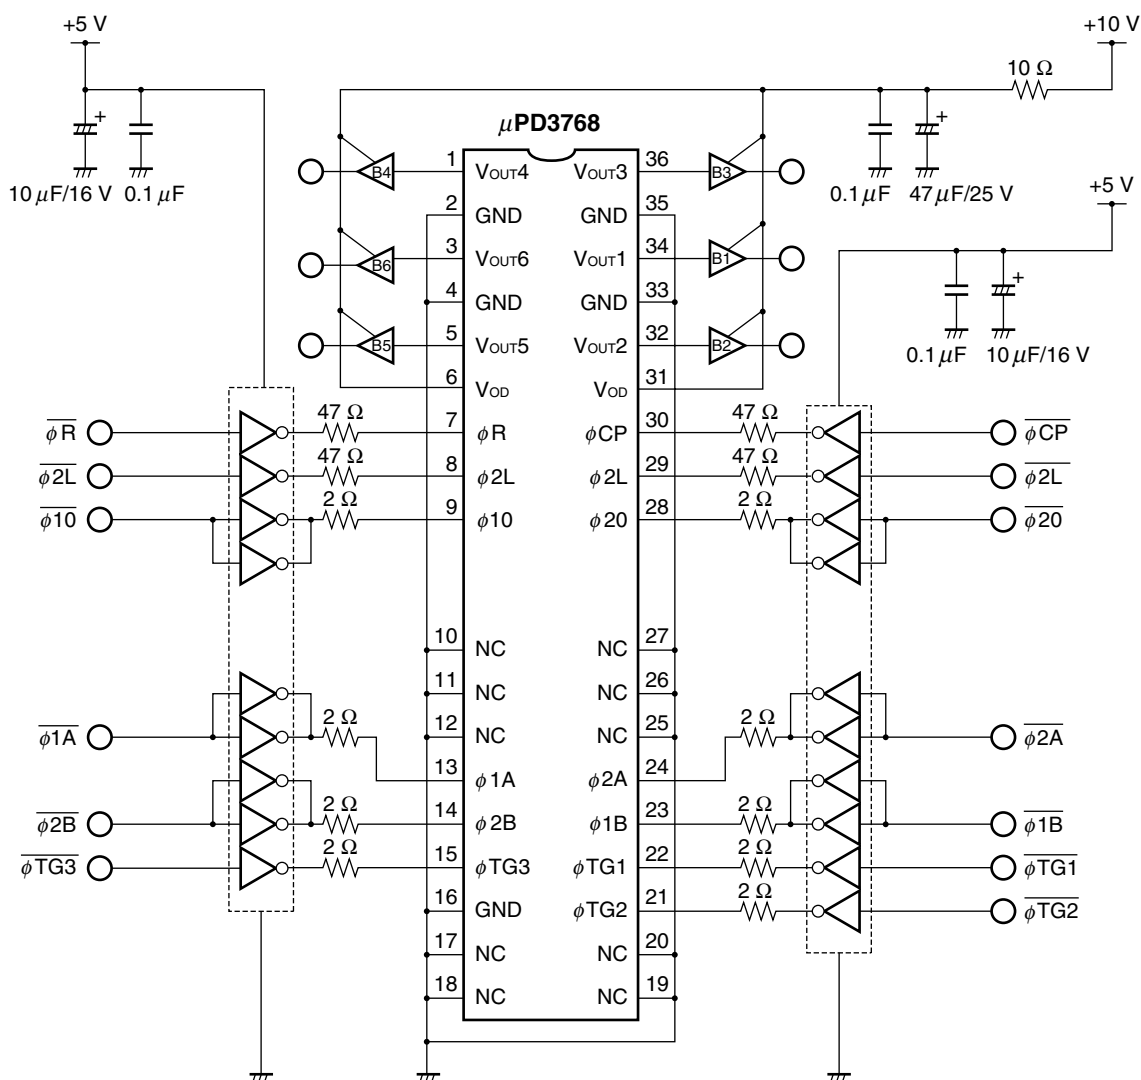 +5 V
+10 V
10 Ω
μPD3768
10 μF/16 V
0.1 μF
0.1 μF
47 μF/25 V
+5 V
0.1 μF
10 μF/16 V
B4
1
VOUT4
VOUT3
36
B3
2
GND
GND
35
B6
3
VOUT6
VOUT1
34
B1
4
GND
GND
33
B5
5
VOUT5
VOUT2
32
B2
6
VOD
VOD
31
φR
47 Ω
7
φR
φCP
30
47 Ω
φCP
φ2L
47 Ω
8
φ2L
φ2L
29
47 Ω
φ2L
φ10
2 Ω
9
φ10
φ20
28
2 Ω
φ20
10
NC
NC
27
11
NC
NC
26
12
NC
NC
25
φ1A
2 Ω
13
φ1A
φ2A
24
2 Ω
φ2A
φ2B
2 Ω
14
φ2B
φ1B
23
2 Ω
φ1B
φTG3
2 Ω
15
φTG3
φTG1
22
2 Ω
φTG1
16
GND
φTG2
21
2 Ω
φTG2
17
NC
NC
20
18
NC
NC
19